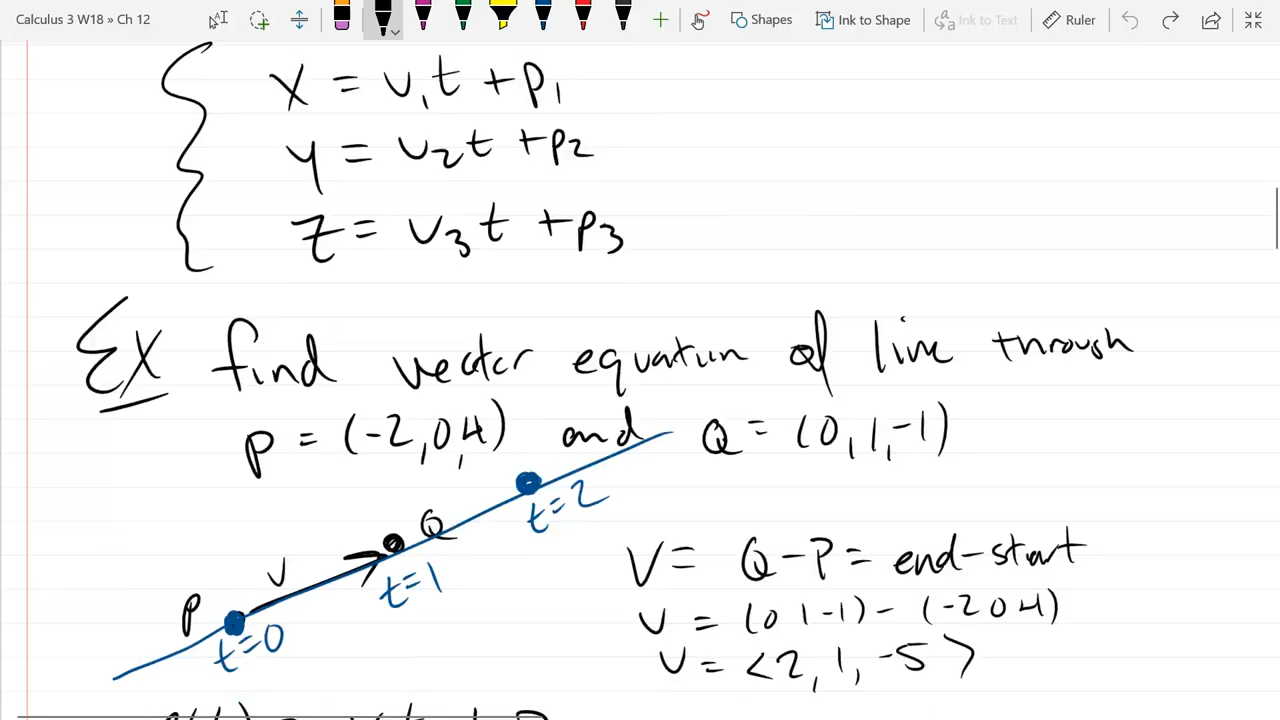 Calculus 3 W18 » Ch 12
Shapes
Ink to Shape
Ink to Text
Ruler
x = v₁t + p₁
y = v₂t + p₂
z = v₃t + p₃
EX find vector equation of line through
P = (-2,0,4) and Q = (0,1,-1)
t=2
Q
V
t=1
P
t=0
V = Q-P = end-start
V = (0 1 -1) - (-2 0 4)
V = <2, 1, -5>